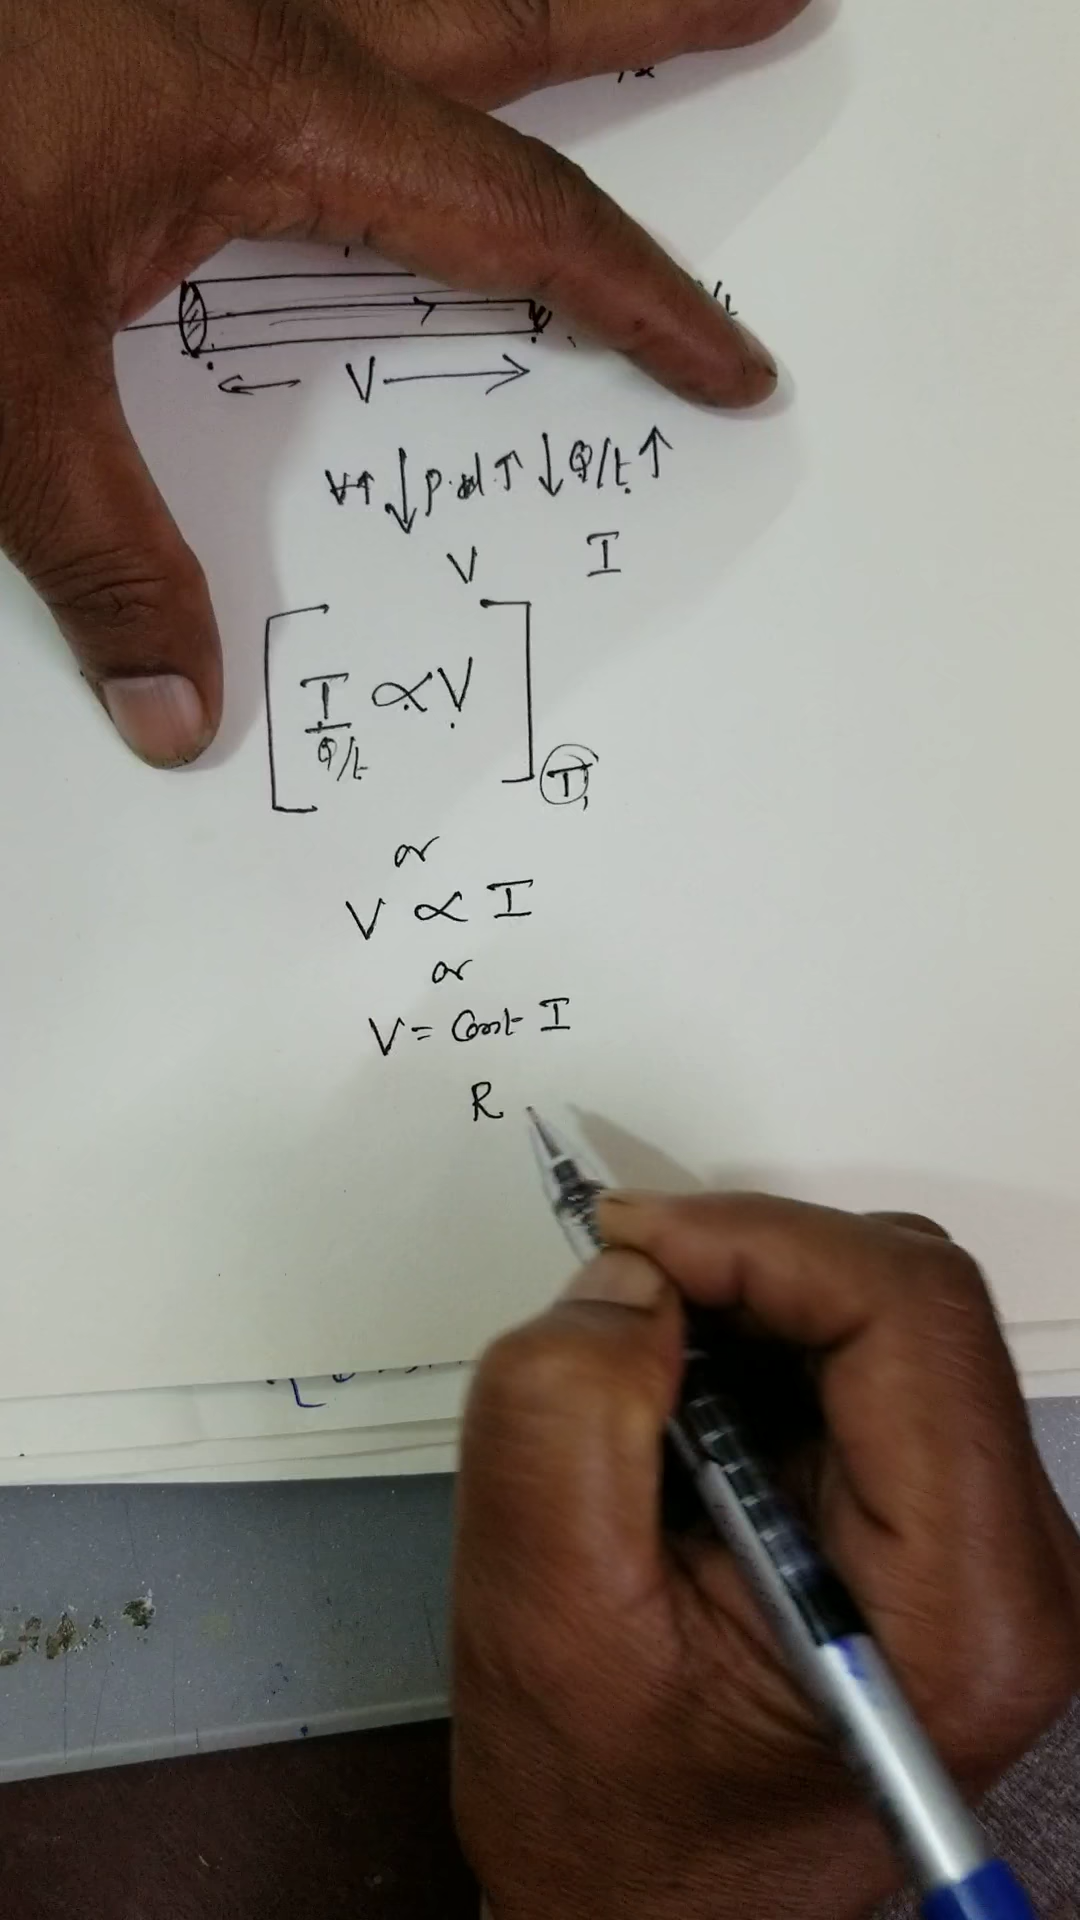 V
V↑ ↓ p.d ↑ ↓ Q/t ↑
V I
[ I ∝ V ] T
Q/t
or
V ∝ I
or
V = Const I
R